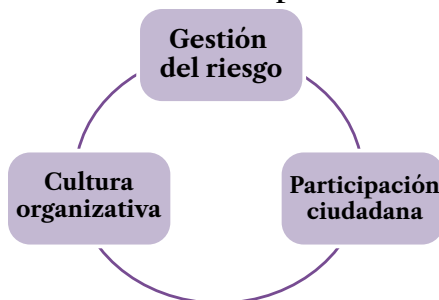 Gestión
del riesgo
Cultura
organizativa
Participación
ciudadana